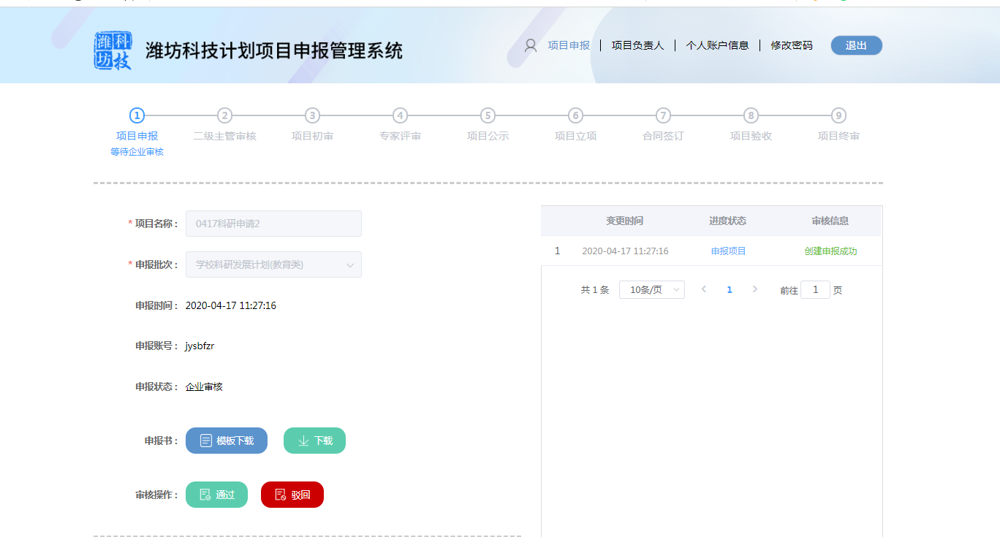 潍坊科技
潍坊科技计划项目申报管理系统
项目申报 | 项目负责人 | 个人账户信息 | 修改密码 退出
1 2 3 4 5 6 7 8 9
项目申报 二级主管审核 项目初审 专家评审 项目公示 项目立项 合同签订 项目验收 项目终审
等待企业审核
* 项目名称： 0417科研申请2
* 申报批次： 学校科研发展计划(教育类)
申报时间： 2020-04-17 11:27:16
申报账号： jysbfzr
申报状态： 企业审核
申报书： 模板下载 下载
审核操作： 通过 驳回
变更时间 进度状态 审核信息
1 2020-04-17 11:27:16 申报项目 创建申报成功
共 1 条 10条/页 1 前往 1 页